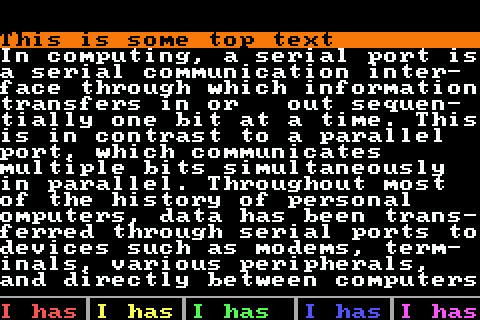 This is some top text
In computing, a serial port is
a serial communication inter-
face through which information
transfers in or   out sequen-
tially one bit at a time. This
is in contrast to a parallel
port, which communicates
multiple bits simultaneously
in parallel. Throughout most
of the history of personal
omputers, data has been trans-
ferred through serial ports to
devices such as modems, term-
inals, various peripherals,
and directly between computers
I has I has I has I has I has